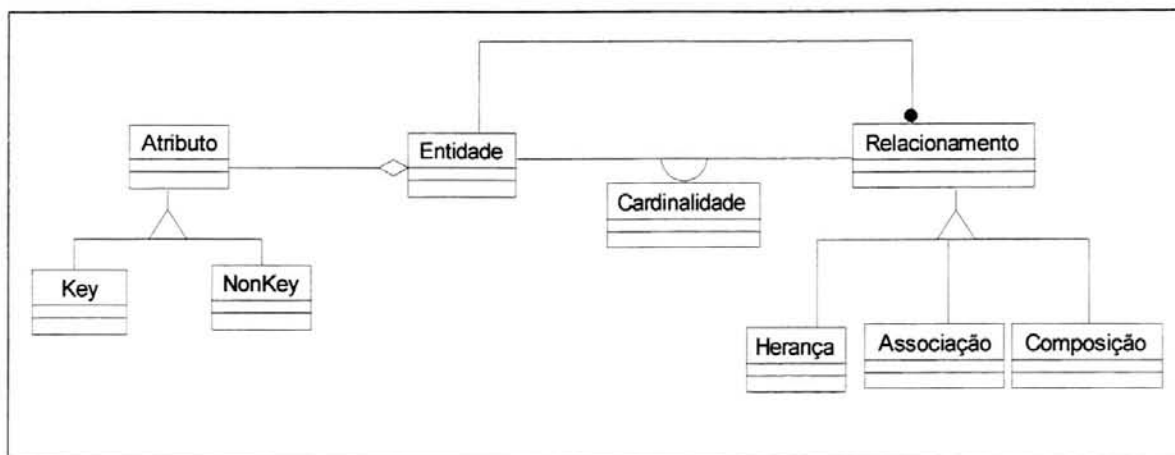 Atributo
Entidade
Relacionamento
Cardinalidade
Key
NonKey
Herança
Associação
Composição